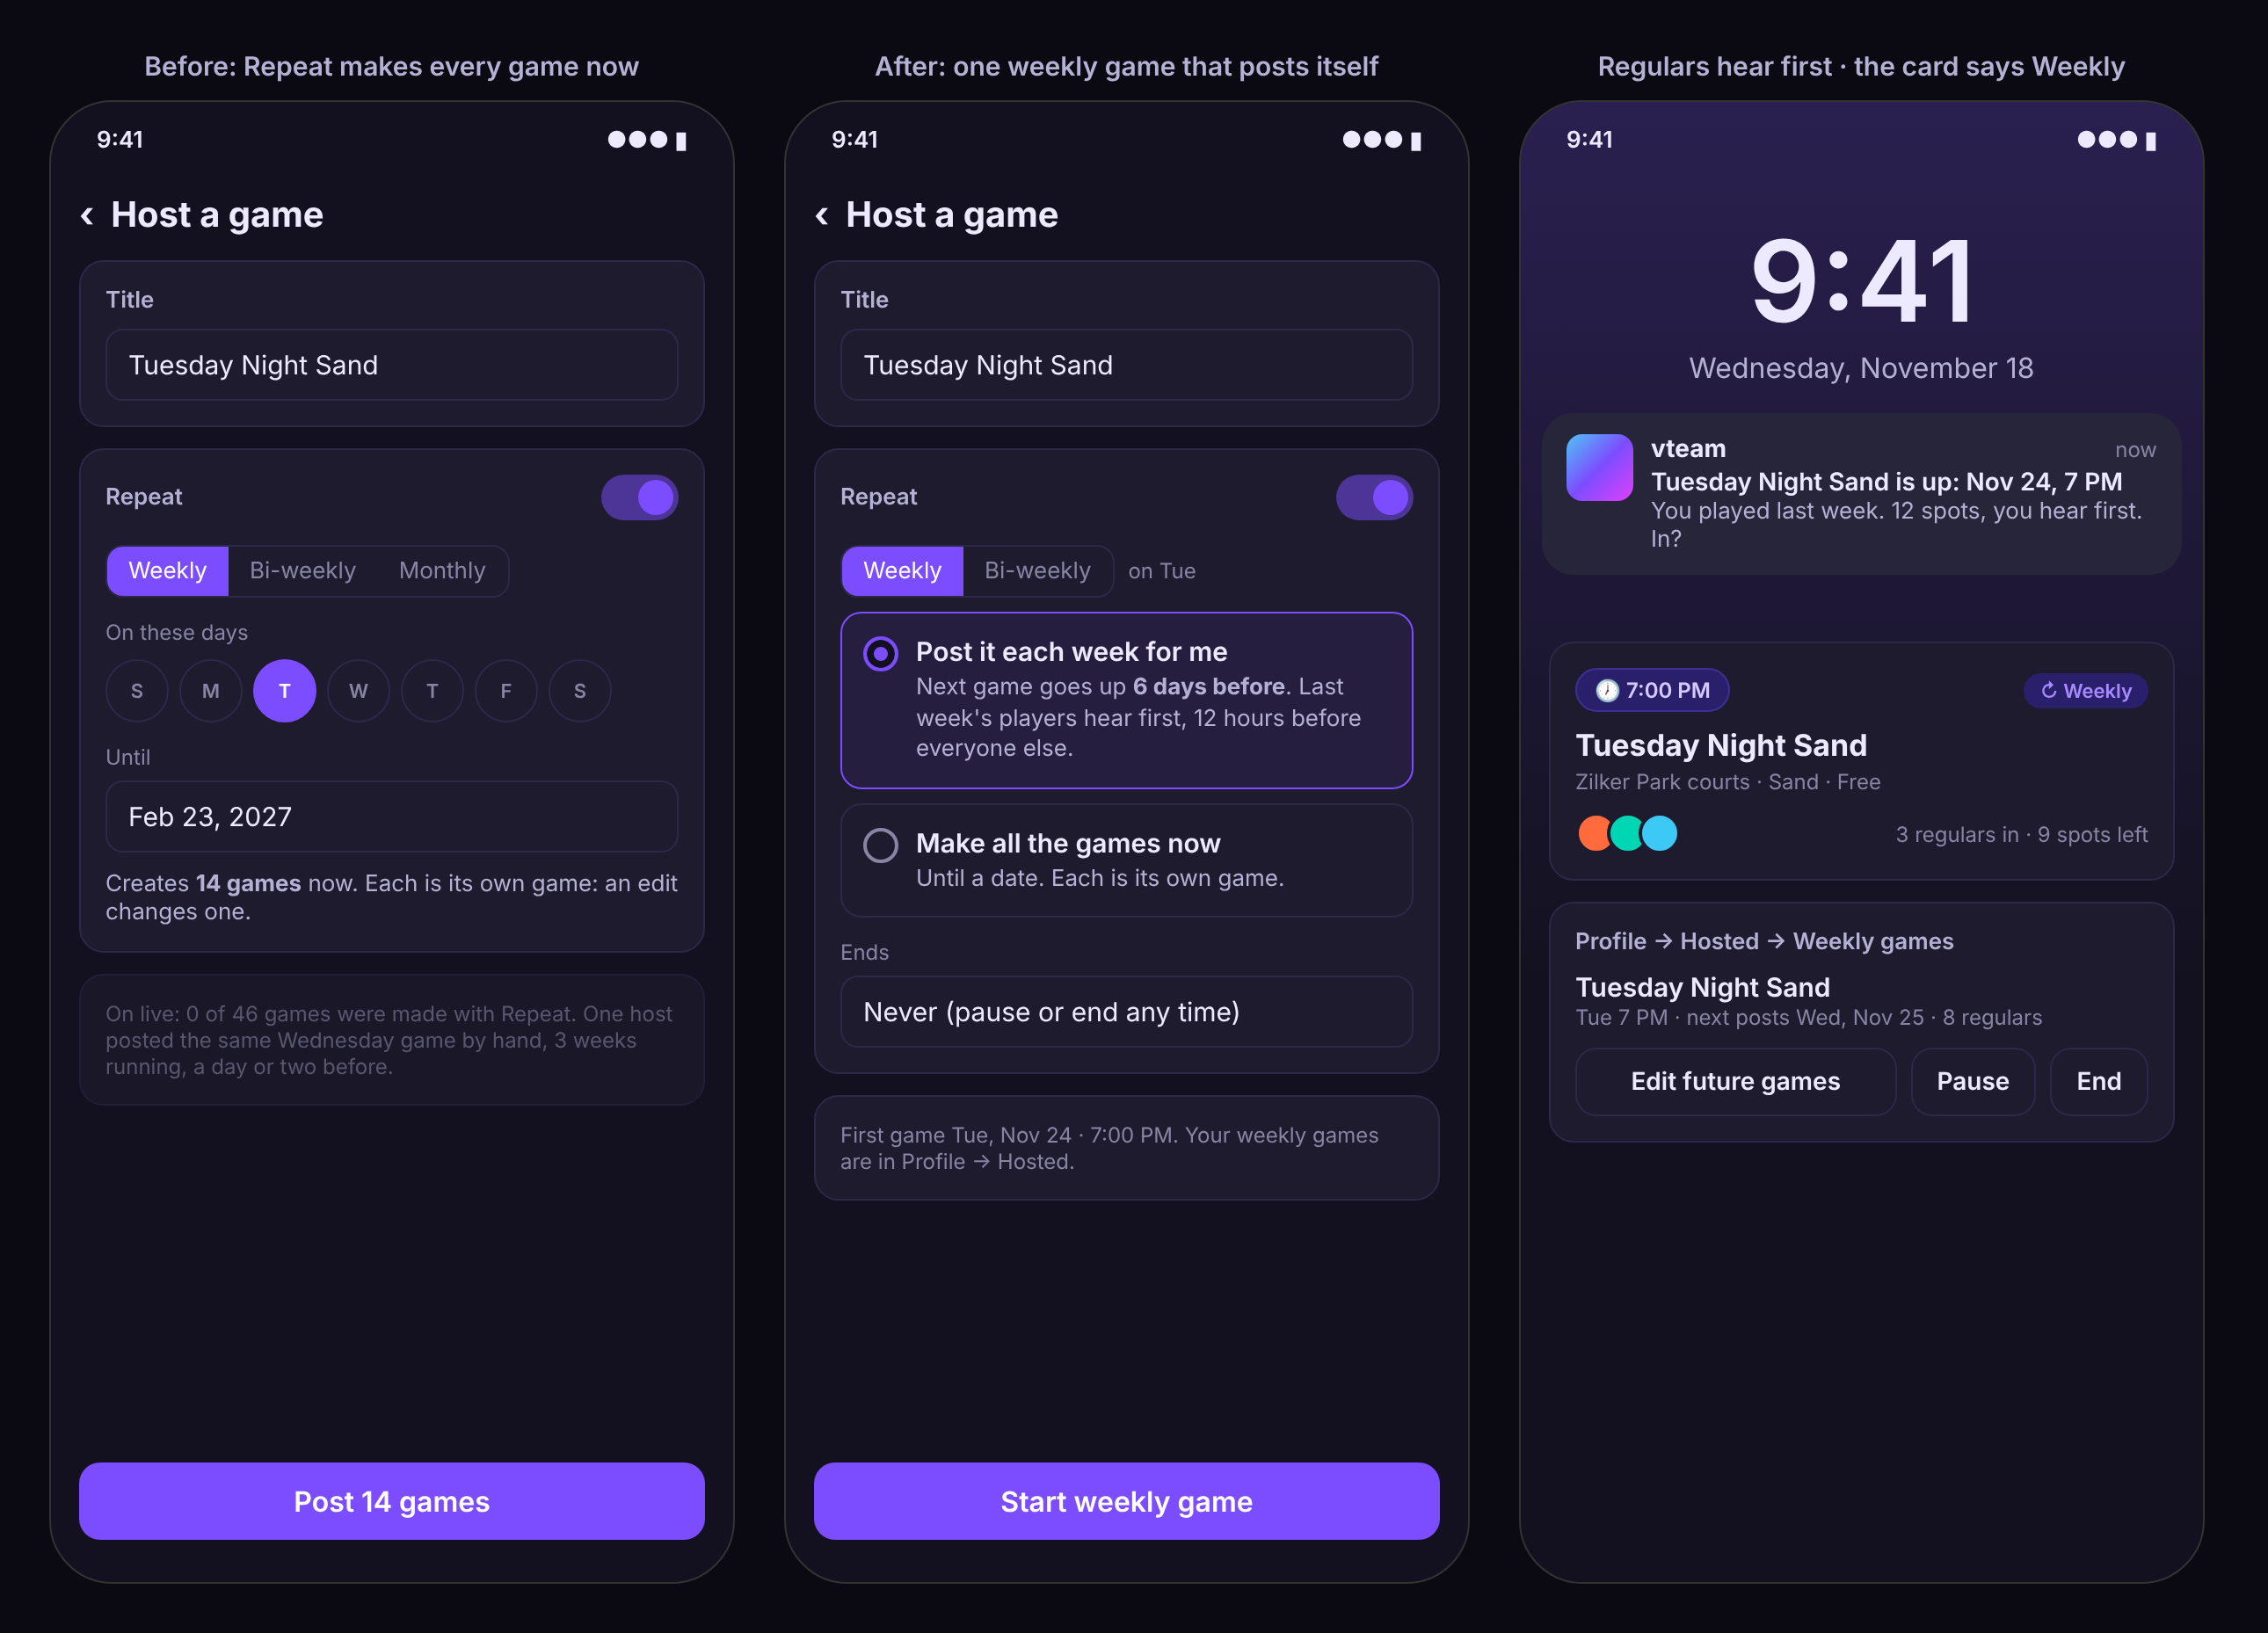 Before: Repeat makes every game now
9:41
‹ Host a game
Title
Tuesday Night Sand
Repeat
Weekly Bi-weekly Monthly
On these days
S M T W T F S
Until
Feb 23, 2027
Creates 14 games now. Each is its own game: an edit
changes one.
On live: 0 of 46 games were made with Repeat. One host
posted the same Wednesday game by hand, 3 weeks
running, a day or two before.
Post 14 games
After: one weekly game that posts itself
9:41
‹ Host a game
Title
Tuesday Night Sand
Repeat
Weekly Bi-weekly on Tue
Post it each week for me
Next game goes up 6 days before. Last
week's players hear first, 12 hours before
everyone else.
Make all the games now
Until a date. Each is its own game.
Ends
Never (pause or end any time)
First game Tue, Nov 24 · 7:00 PM. Your weekly games
are in Profile → Hosted.
Start weekly game
Regulars hear first · the card says Weekly
9:41
9:41
Wednesday, November 18
vteam now
Tuesday Night Sand is up: Nov 24, 7 PM
You played last week. 12 spots, you hear first.
In?
🕖 7:00 PM ↻ Weekly
Tuesday Night Sand
Zilker Park courts · Sand · Free
3 regulars in · 9 spots left
Profile → Hosted → Weekly games
Tuesday Night Sand
Tue 7 PM · next posts Wed, Nov 25 · 8 regulars
Edit future games Pause End